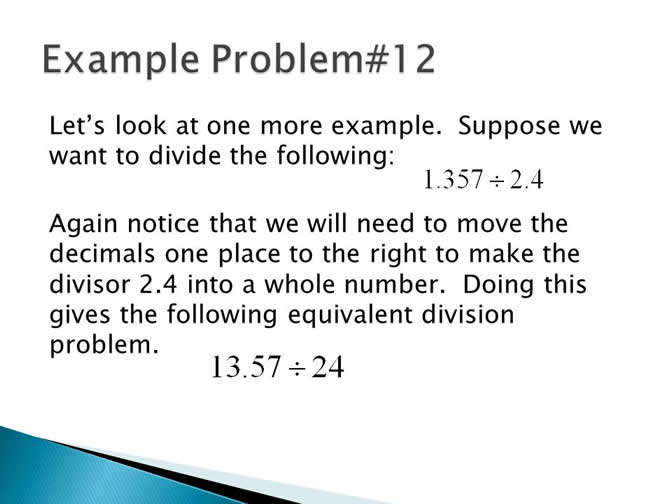 Example Problem#12
Let’s look at one more example.  Suppose we
want to divide the following:
1.357 ÷ 2.4
Again notice that we will need to move the
decimals one place to the right to make the
divisor 2.4 into a whole number.  Doing this
gives the following equivalent division
problem.
13.57 ÷ 24